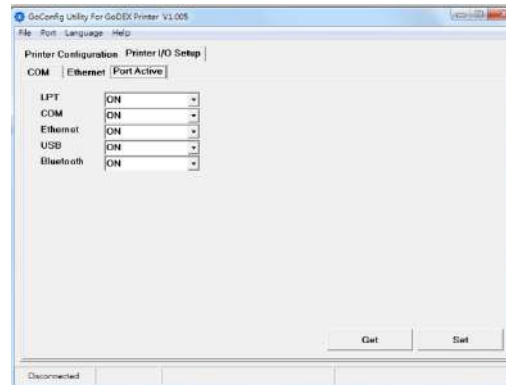 GoConfig Utility For GoDEX Printer V1.005
File Port Language Help
Printer Configuration Printer I/O Setup
COM Ethernet Port Active
LPT ON
COM ON
Ethernet ON
USB ON
Bluetooth ON
Get Set
Disconnected